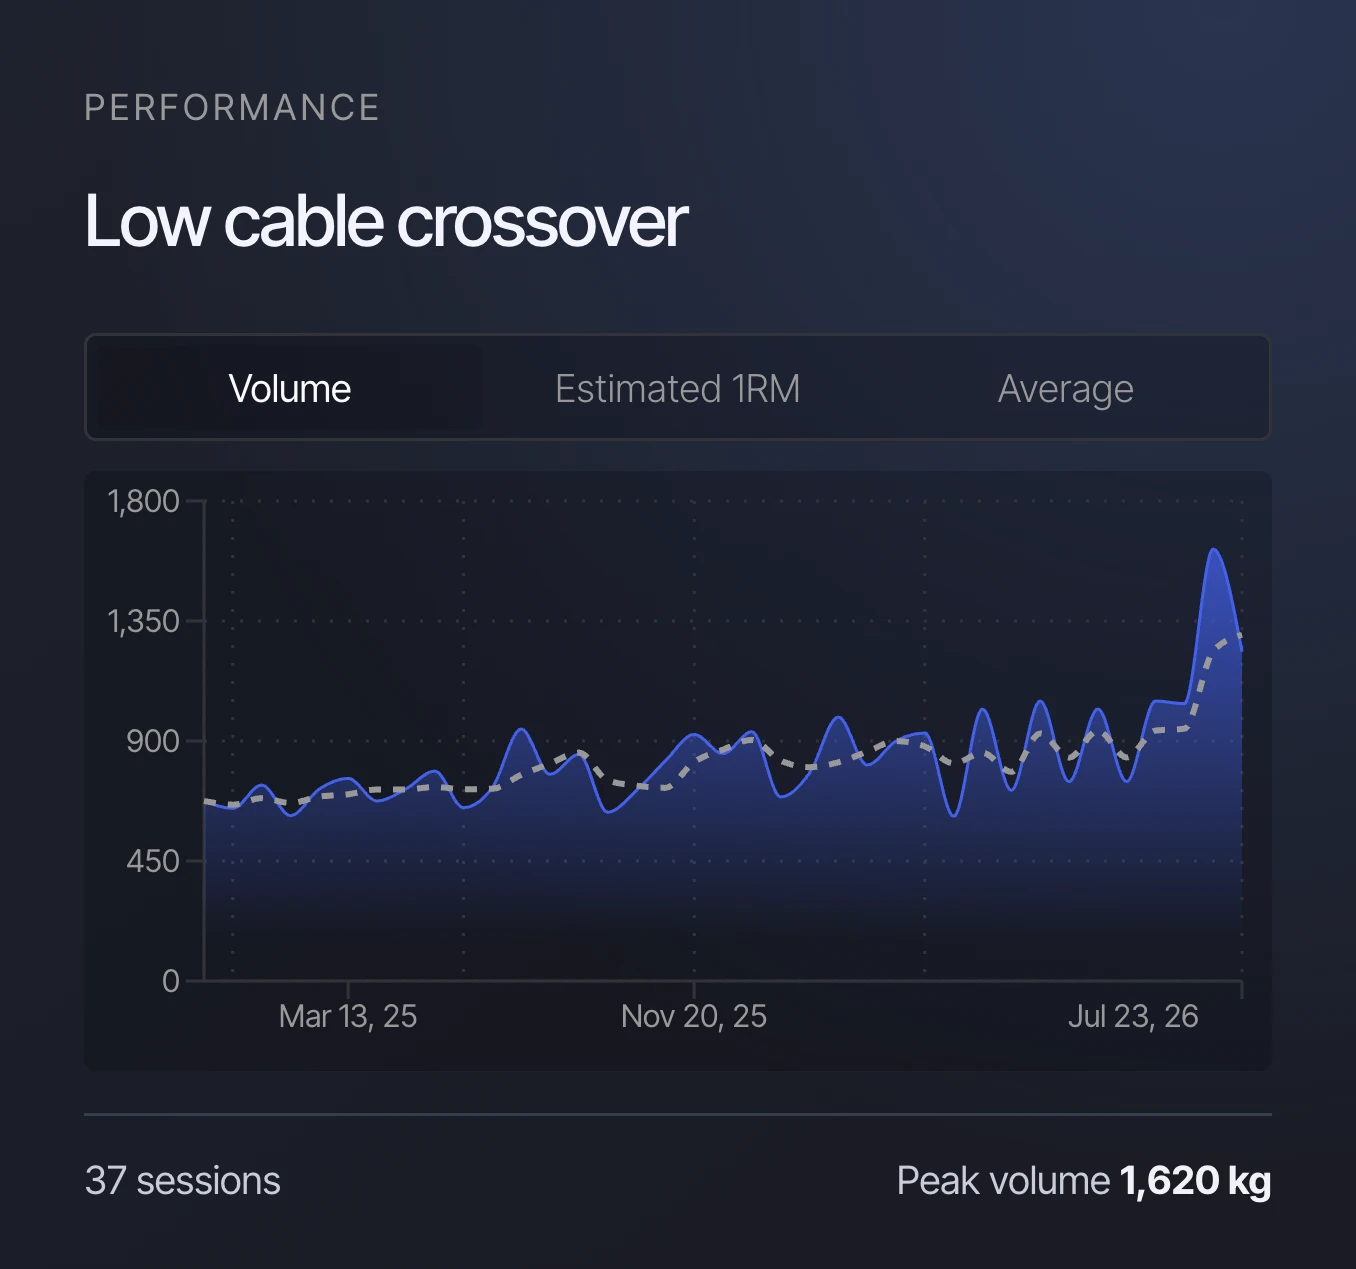 PERFORMANCE
Low cable crossover
Volume Estimated 1RM Average
1,800
1,350
900
450
0
Mar 13, 25 Nov 20, 25 Jul 23, 26
37 sessions Peak volume 1,620 kg